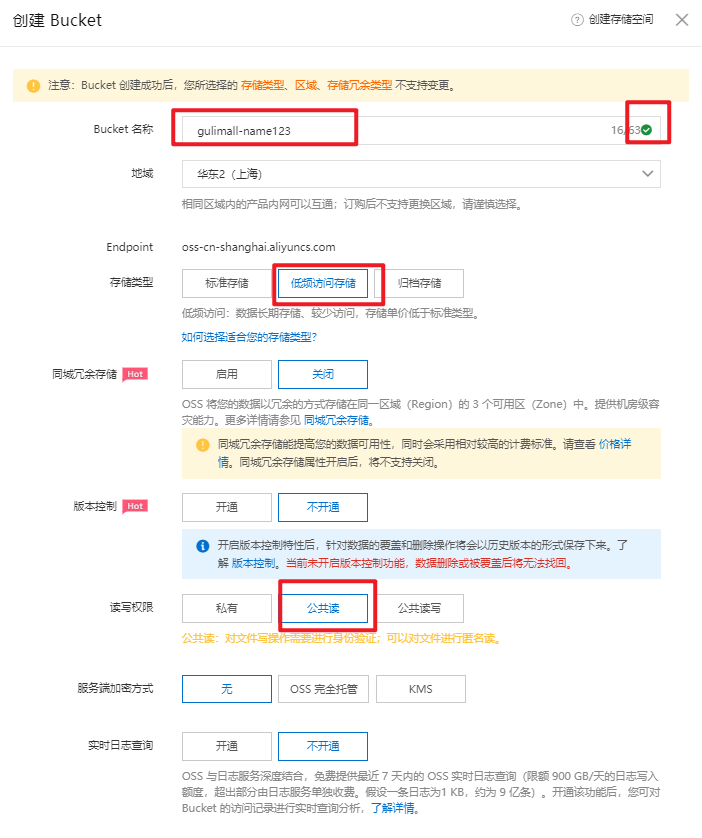 创建 Bucket
创建存储空间
注意：Bucket 创建成功后，您所选择的 存储类型、区域、存储冗余类型 不支持变更。
Bucket 名称
gulimall-name123
16/63
地域
华东2（上海）
相同区域内的产品内网可以互通；订购后不支持更换区域，请谨慎选择。
Endpoint
oss-cn-shanghai.aliyuncs.com
存储类型
标准存储
低频访问存储
归档存储
低频访问：数据长期存储、较少访问，存储单价低于标准类型。
如何选择适合您的存储类型？
同城冗余存储 Hot
启用
关闭
OSS 将您的数据以冗余的方式存储在同一区域（Region）的 3 个可用区（Zone）中。提供机房级容
灾能力。更多详情请参见 同城冗余存储。
同城冗余存储能提高您的数据可用性，同时会采用相对较高的计费标准。请查看 价格详
情。同城冗余存储属性开启后，将不支持关闭。
版本控制 Hot
开通
不开通
开启版本控制特性后，针对数据的覆盖和删除操作将会以历史版本的形式保存下来。了
解 版本控制。当前未开启版本控制功能，数据删除或被覆盖后将无法找回。
读写权限
私有
公共读
公共读写
公共读：对文件写操作需要进行身份验证；可以对文件进行匿名读。
服务端加密方式
无
OSS 完全托管
KMS
实时日志查询
开通
不开通
OSS 与日志服务深度结合，免费提供最近 7 天内的 OSS 实时日志查询（限额 900 GB/天的日志写入
额度，超出部分由日志服务单独收费。假设一条日志为1 KB，约为 9 亿条）。开通该功能后，您可对
Bucket 的访问记录进行实时查询分析，了解详情。